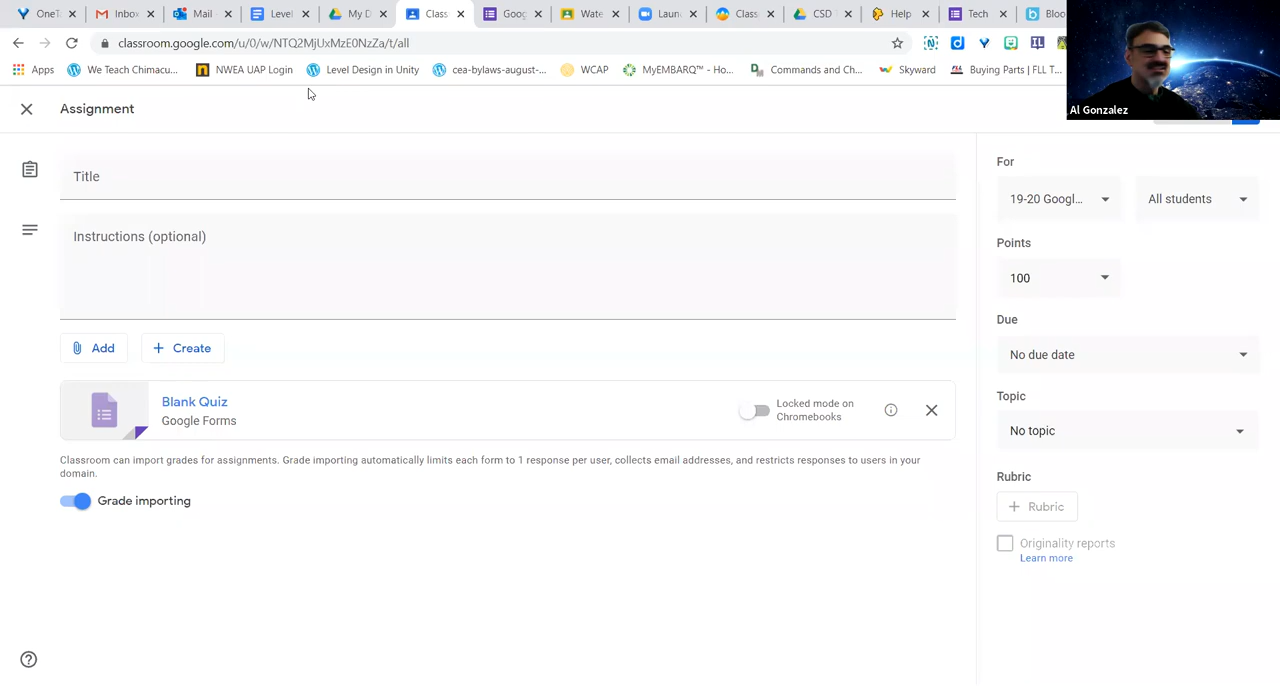 OneTo
Inbox
Mail
Level
My D
Class
Goog
Wate
Laun
Class
CSD
Help
Tech
Bloo
classroom.google.com/u/0/w/NTQ2MjUxMzE0NzZa/t/all
Apps
We Teach Chimacu...
NWEA UAP Login
Level Design in Unity
cea-bylaws-august-...
WCAP
MyEMBARQ™ - Ho...
Commands and Ch...
Skyward
Buying Parts | FLL T...
Al Gonzalez
Assignment
Title
Instructions (optional)
Add
Create
Blank Quiz
Google Forms
Locked mode on
Chromebooks
Classroom can import grades for assignments. Grade importing automatically limits each form to 1 response per user, collects email addresses, and restricts responses to users in your
domain.
Grade importing
For
19-20 Googl...
All students
Points
100
Due
No due date
Topic
No topic
Rubric
Rubric
Originality reports
Learn more